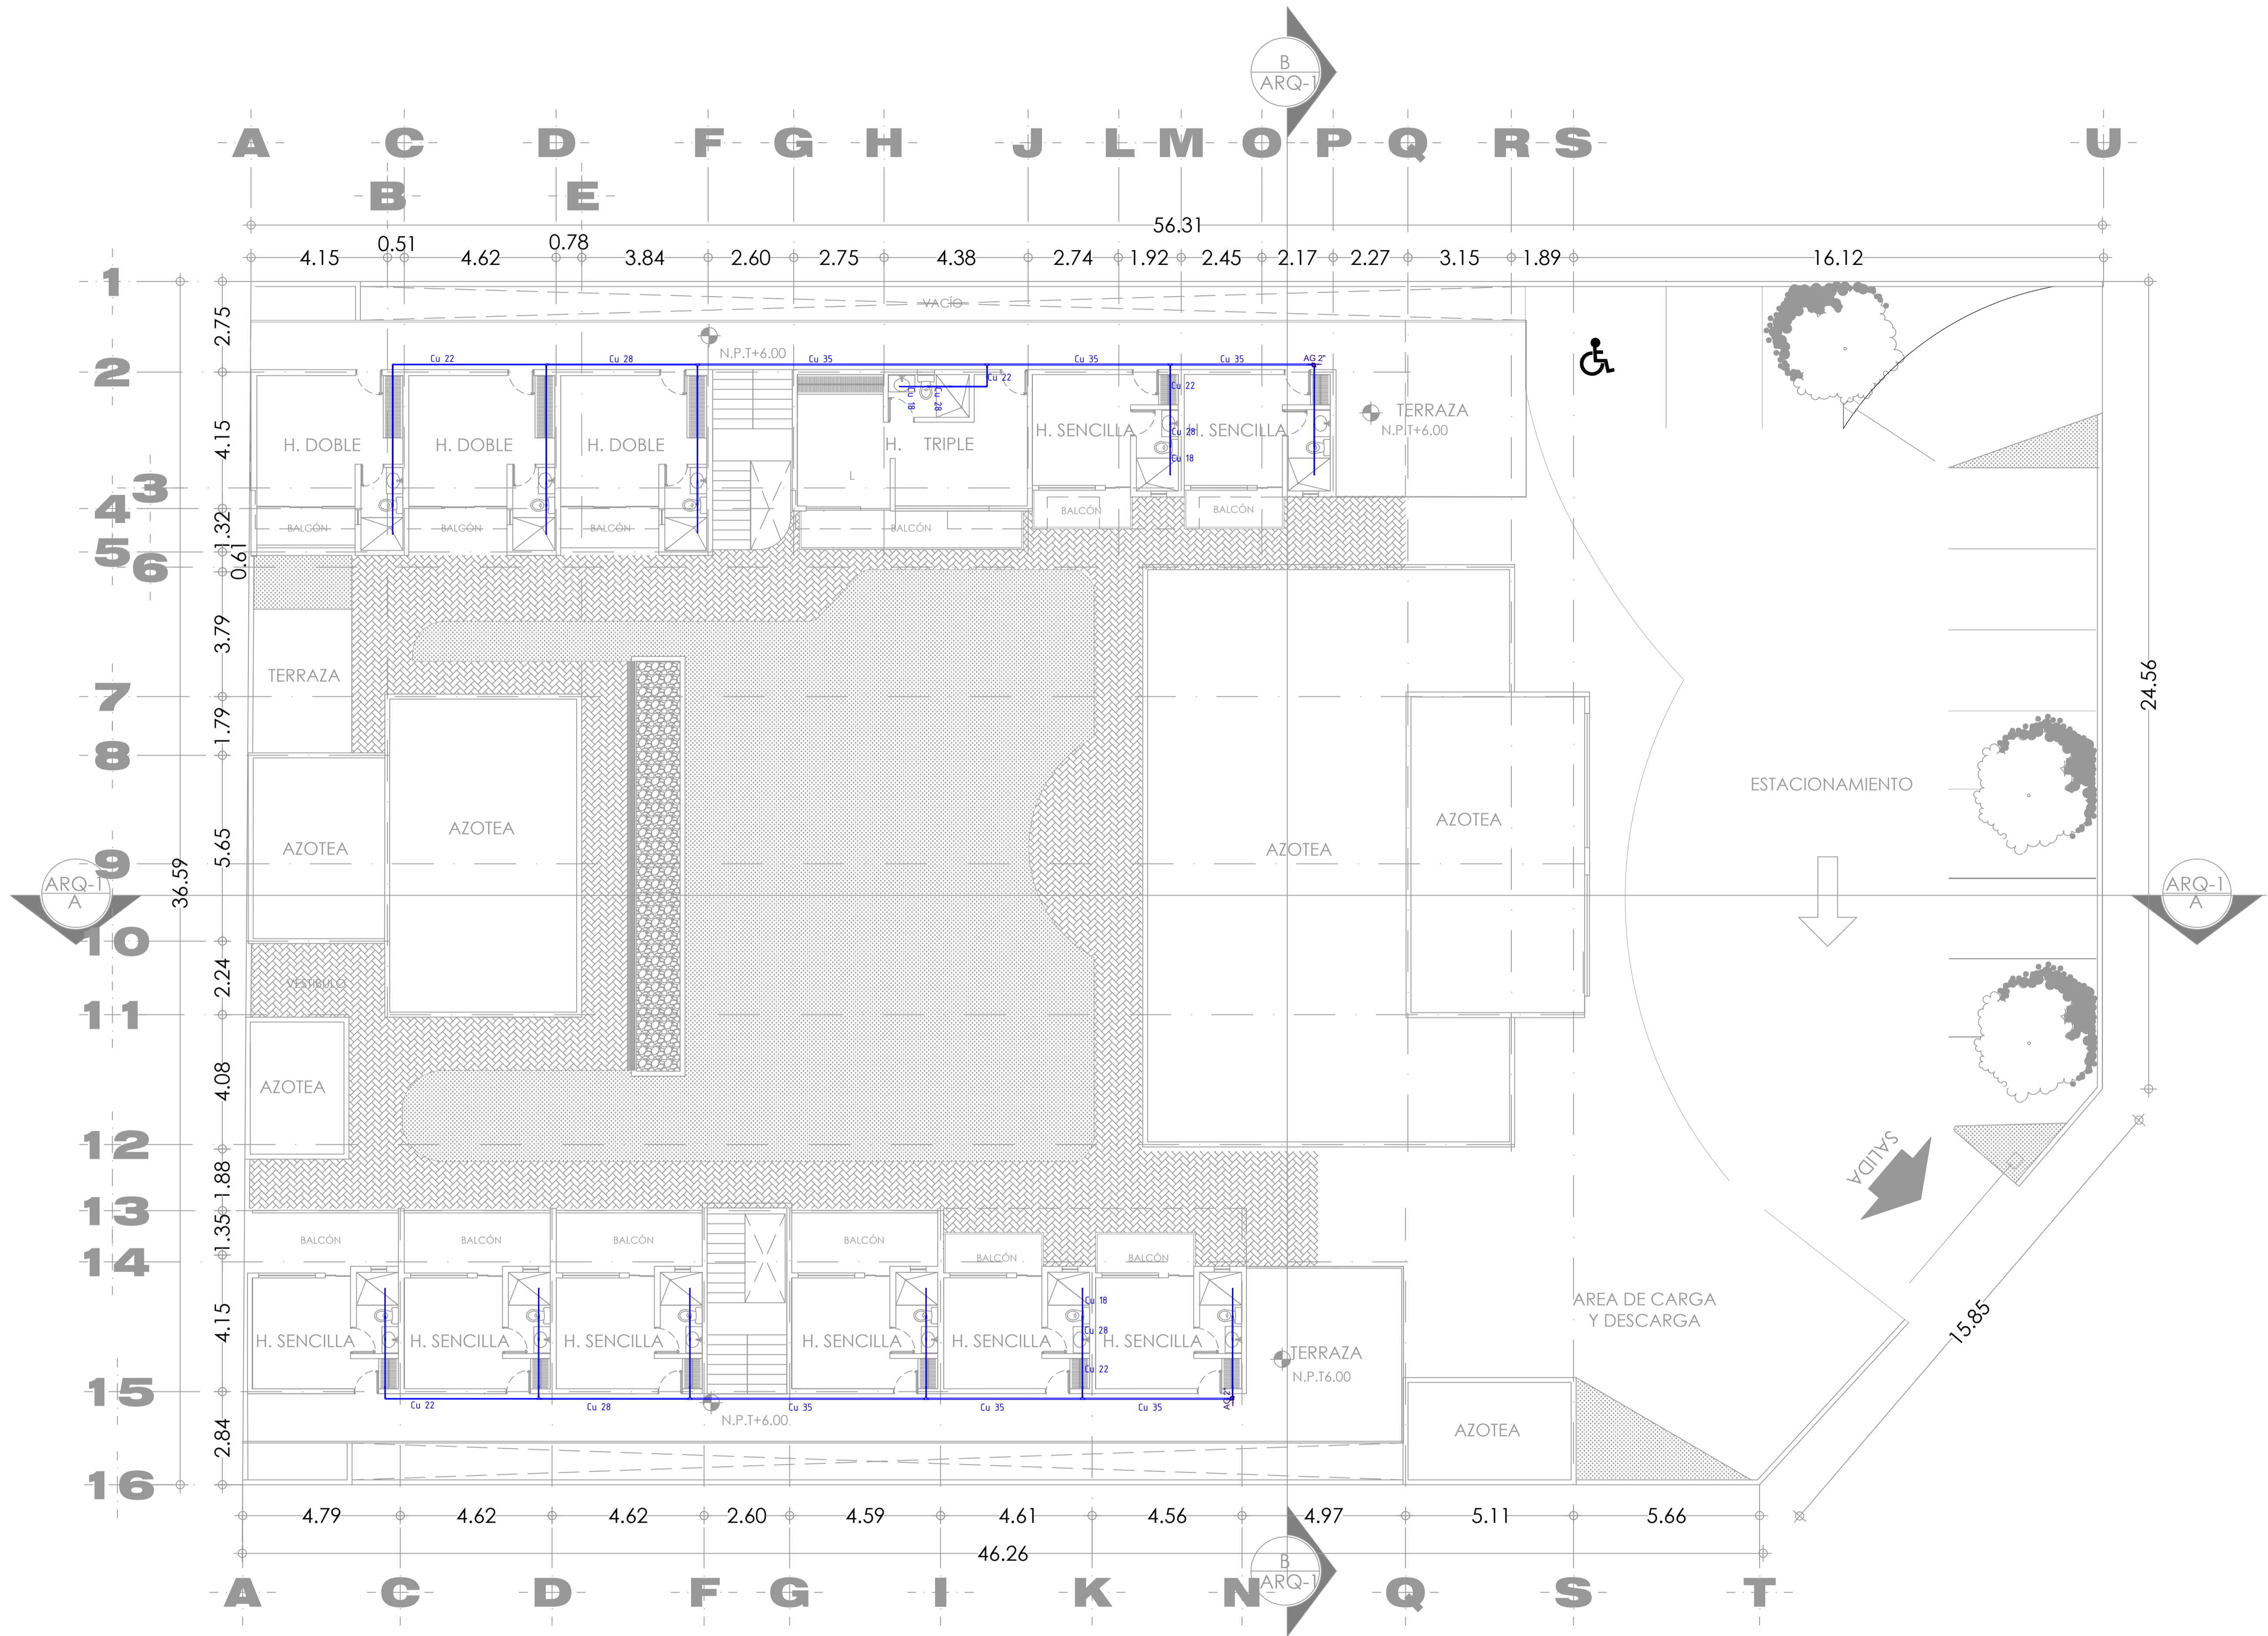 B
ARQ-1
A C D F G H J L M O P Q R S U
B E
56.31
0.51 0.78
4.15 4.62 3.84 2.60 2.75 4.38 2.74 1.92 2.45 2.17 2.27 3.15 1.89 16.12
1
VACÍO
2.75
N.P.T+6.00
Cu 22 Cu 28 Cu 35 Cu 35 Cu 35 AG 2"
2
Cu 22 Cu 22
Cu 18 Cu 28
TERRAZA
N.P.T+6.00
4.15
H. DOBLE H. DOBLE H. DOBLE H. TRIPLE H. SENCILLA H. SENCILLA
Cu 28
Cu 18
L
3
4
BALCÓN BALCÓN BALCÓN BALCÓN BALCÓN BALCÓN
1.32
5
6
0.61
3.79
TERRAZA
24.56
7
1.79
8
ESTACIONAMIENTO
AZOTEA AZOTEA AZOTEA AZOTEA
5.65
9
36.59
ARQ-1
A
ARQ-1
A
10
2.24
VESTIBULO
11
4.08
AZOTEA
12
SALIDA
1.88
13
1.35
BALCÓN BALCÓN BALCÓN BALCÓN BALCÓN BALCÓN
14
Cu 18
AREA DE CARGA
Y DESCARGA
15.85
4.15
Cu 28
H. SENCILLA H. SENCILLA H. SENCILLA H. SENCILLA H. SENCILLA H. SENCILLA
TERRAZA
N.P.T6.00
Cu 22
15
AG 2"
Cu 22 Cu 28 Cu 35 Cu 35 Cu 35
N.P.T+6.00
2.84
AZOTEA
16
4.79 4.62 4.62 2.60 4.59 4.61 4.56 4.97 5.11 5.66
46.26
B
ARQ-1
A C D F G I K N Q S T